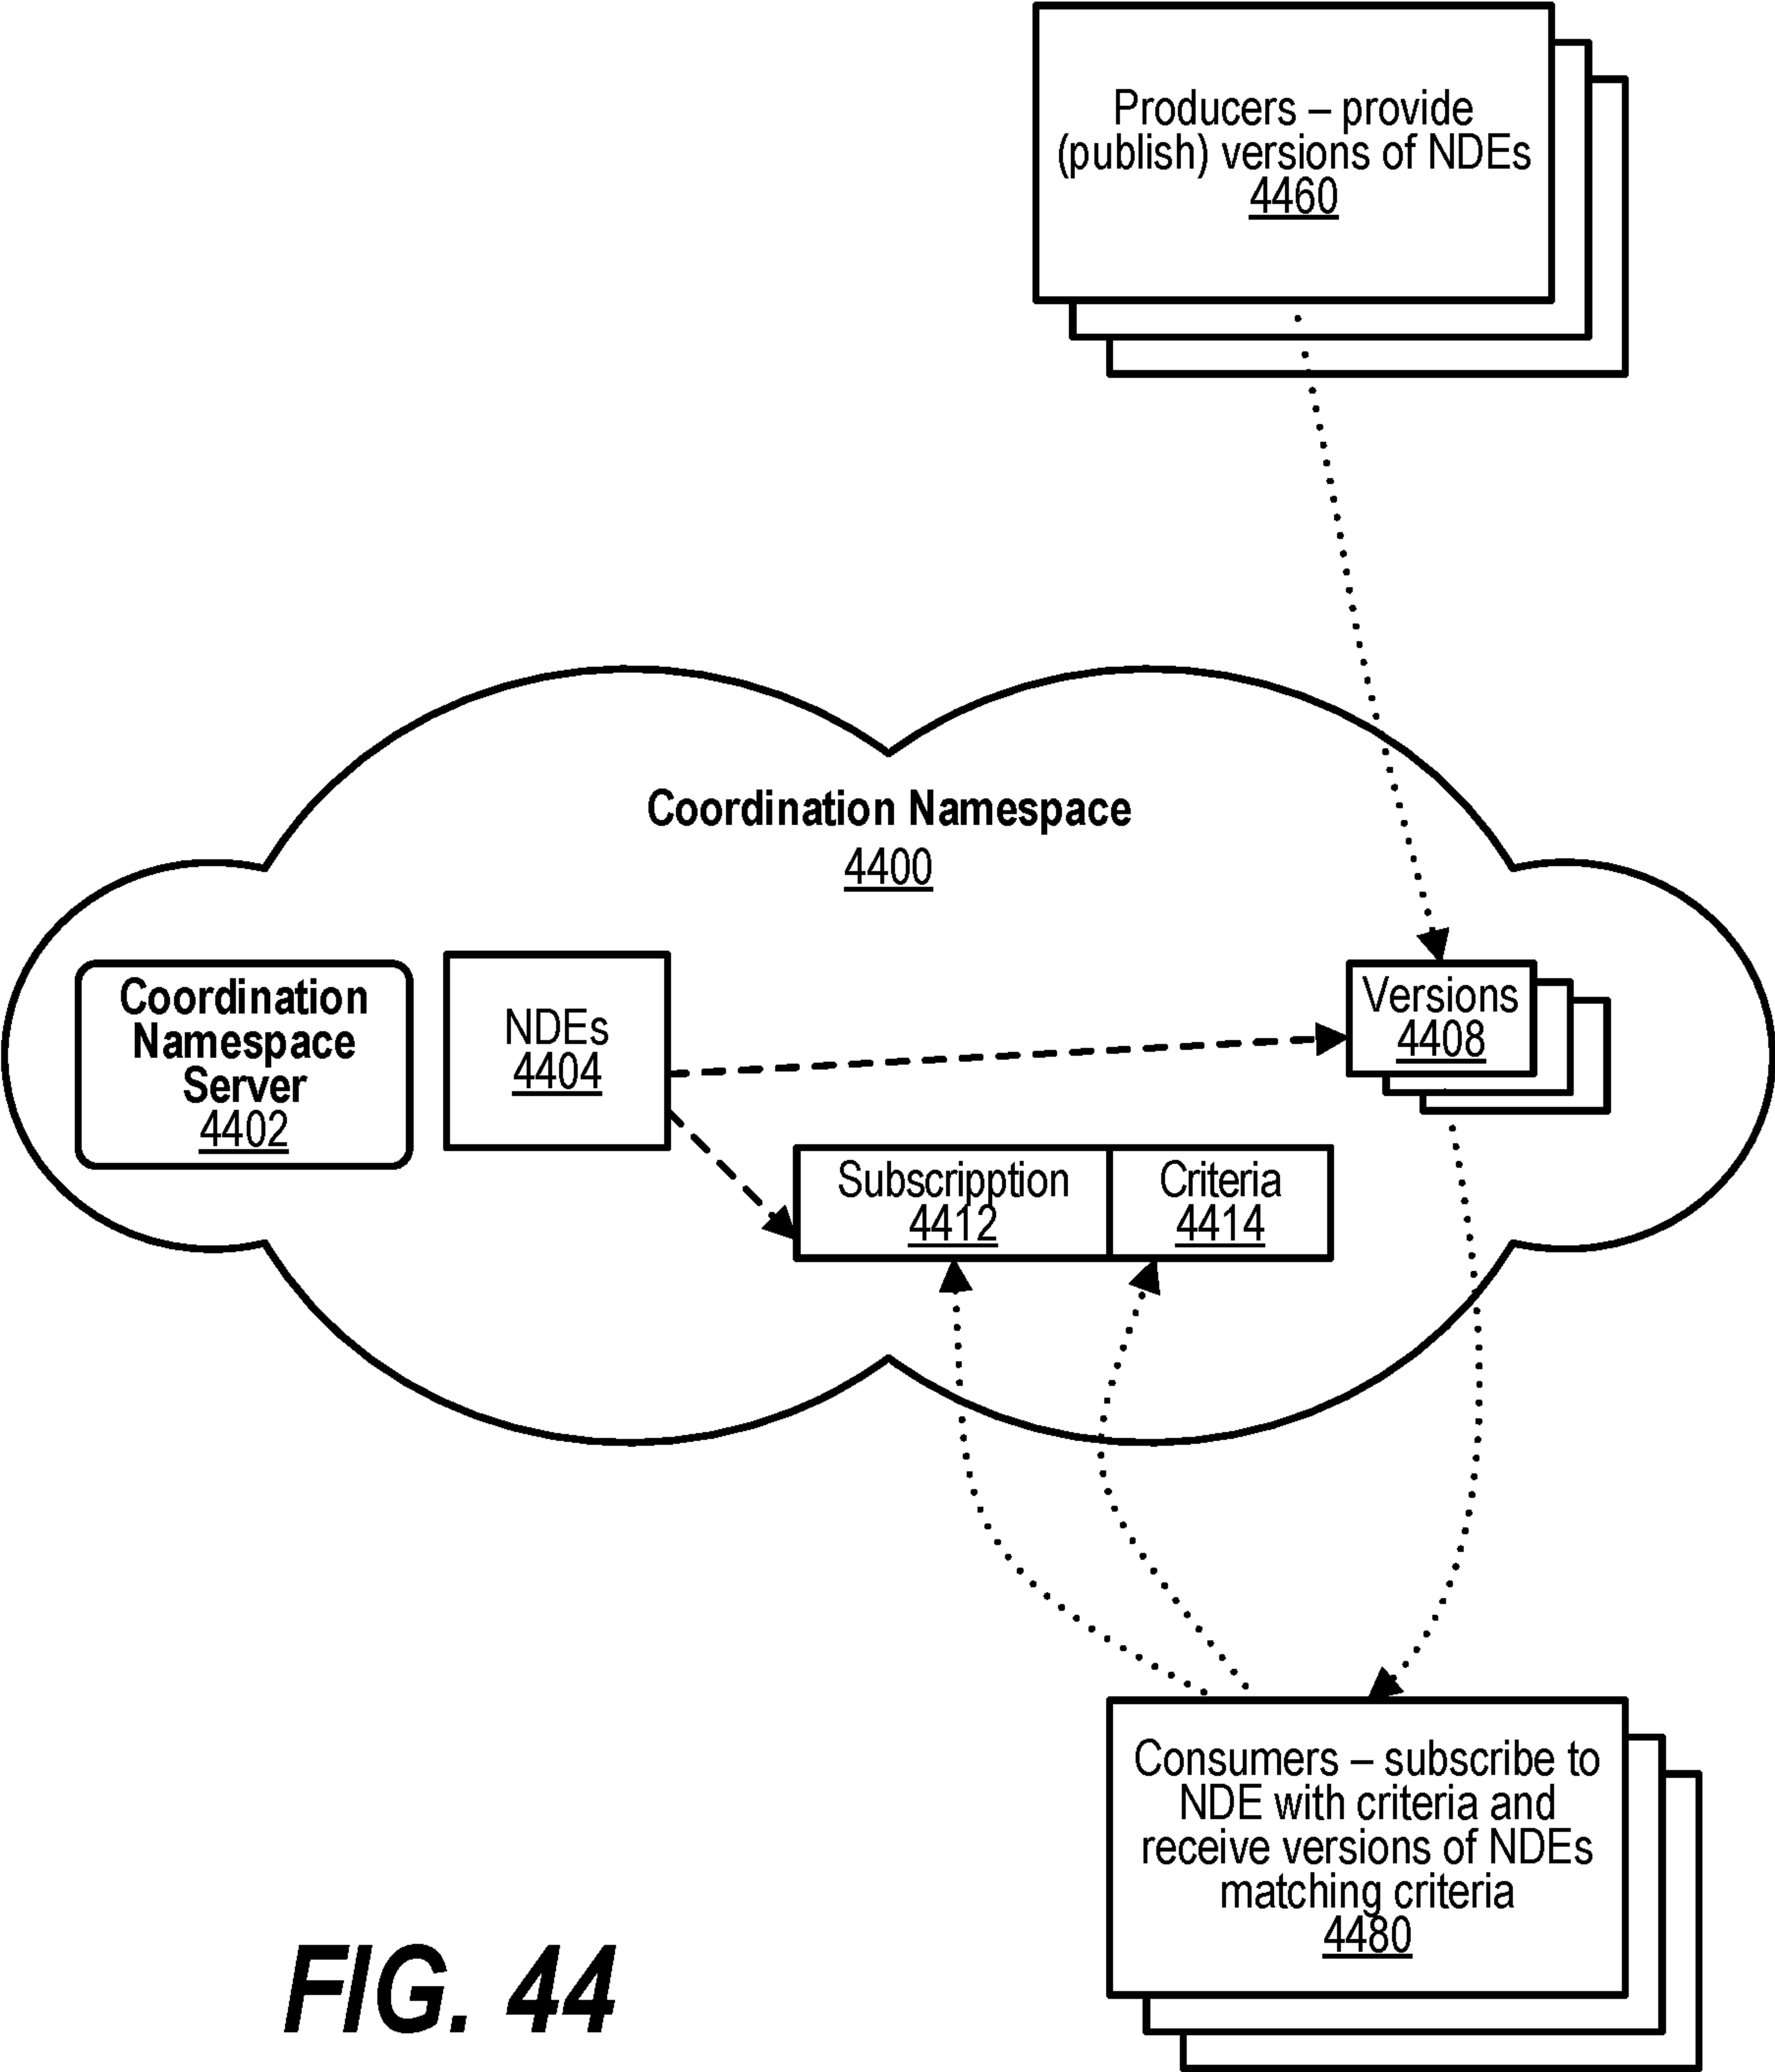 Producers – provide
(publish) versions of NDEs
4460
Coordination Namespace
4400
Coordination
Namespace
Server
4402
NDEs
4404
Versions
4408
Subscripption
4412
Criteria
4414
Consumers – subscribe to
NDE with criteria and
receive versions of NDEs
matching criteria
4480
FIG. 44